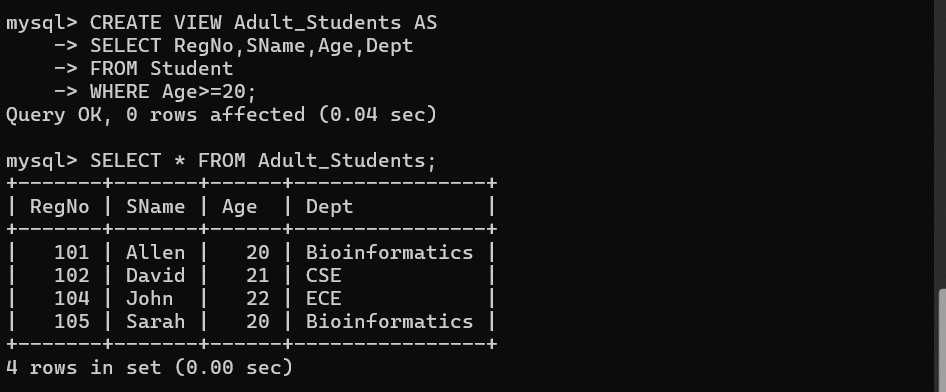 mysql> CREATE VIEW Adult_Students AS
    -> SELECT RegNo,SName,Age,Dept
    -> FROM Student
    -> WHERE Age>=20;
Query OK, 0 rows affected (0.04 sec)

mysql> SELECT * FROM Adult_Students;
+-------+-------+------+----------------+
| RegNo | SName | Age  | Dept           |
+-------+-------+------+----------------+
|   101 | Allen |   20 | Bioinformatics |
|   102 | David |   21 | CSE            |
|   104 | John  |   22 | ECE            |
|   105 | Sarah |   20 | Bioinformatics |
+-------+-------+------+----------------+
4 rows in set (0.00 sec)